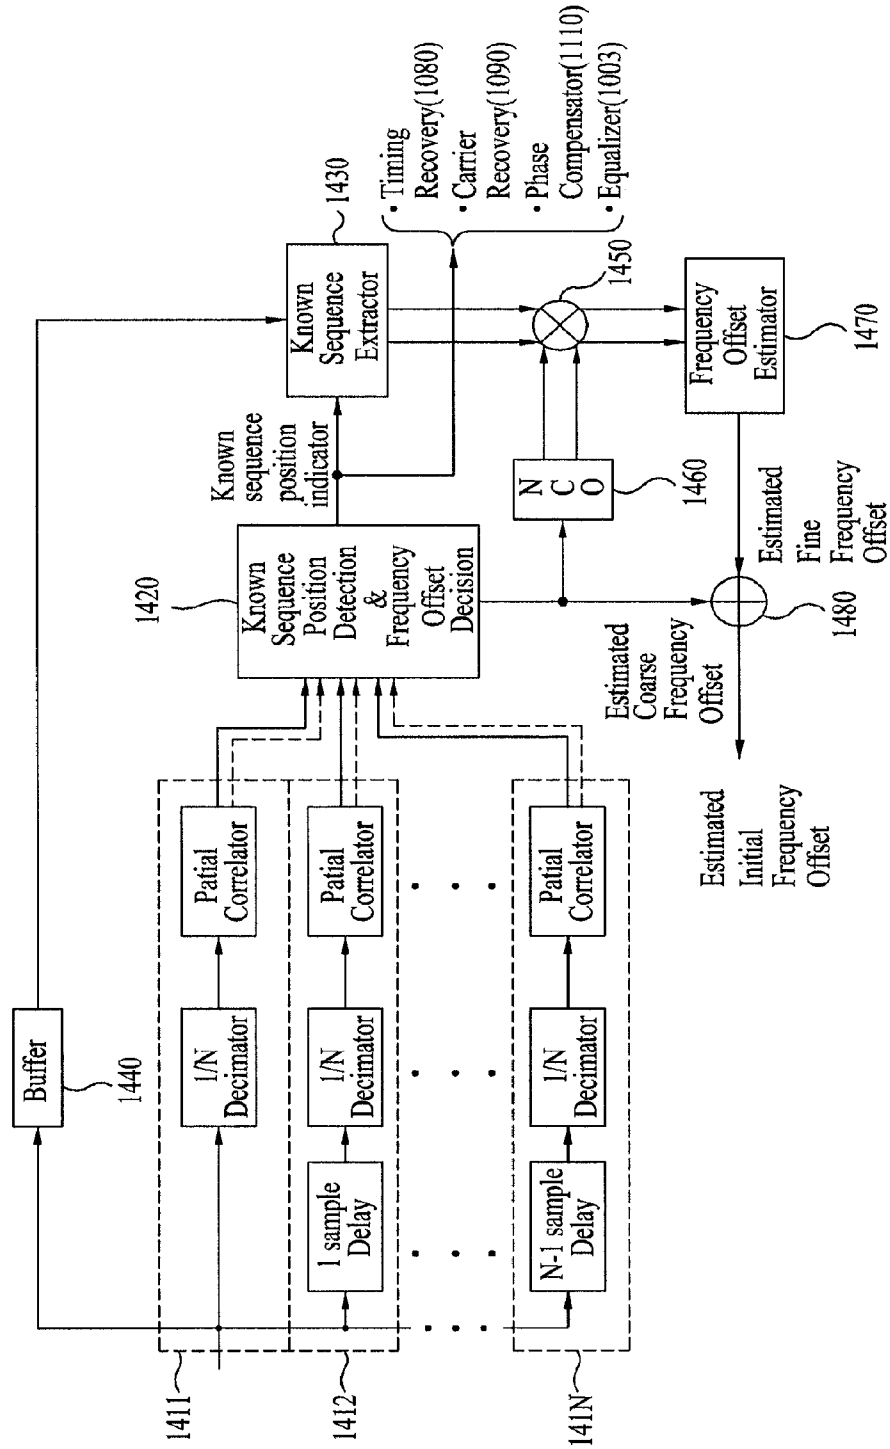 1411
1412
141N
Buffer
1440
1/N
Decimator
Patial
Correlator
1 sample
Delay
1/N
Decimator
Patial
Correlator
N-1 sample
Delay
1/N
Decimator
Patial
Correlator
1420
Known
Sequence
Position
Detection
&
Frequency
Offset
Decision
Known
sequence
position
indicator
Known
Sequence
Extractor
1430
• Timing
Recovery(1080)
• Carrier
Recovery(1090)
• Phase
Compensator(1110)
• Equalizer(1003)
N
C
O
1460
1450
Frequency
Offset
Estimator
1470
Estimated
Coarse
Frequency
Offset
Estimated
Fine
Frequency
Offset
1480
Estimated
Initial
Frequency
Offset